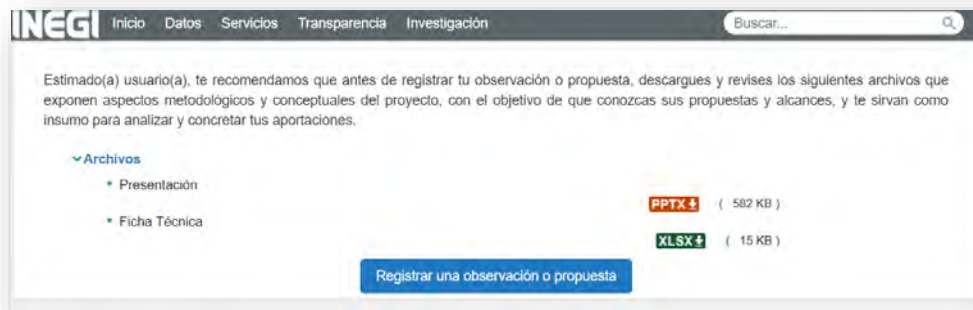 INEGI Inicio Datos Servicios Transparencia Investigación Buscar...
Estimado(a) usuario(a), te recomendamos que antes de registrar tu observación o propuesta, descargues y revises los siguientes archivos que
exponen aspectos metodológicos y conceptuales del proyecto, con el objetivo de que conozcas sus propuestas y alcances, y te sirvan como
insumo para analizar y concretar tus aportaciones.
Archivos
• Presentación
PPTX ( 582 KB )
• Ficha Técnica
XLSX ( 15 KB )
Registrar una observación o propuesta